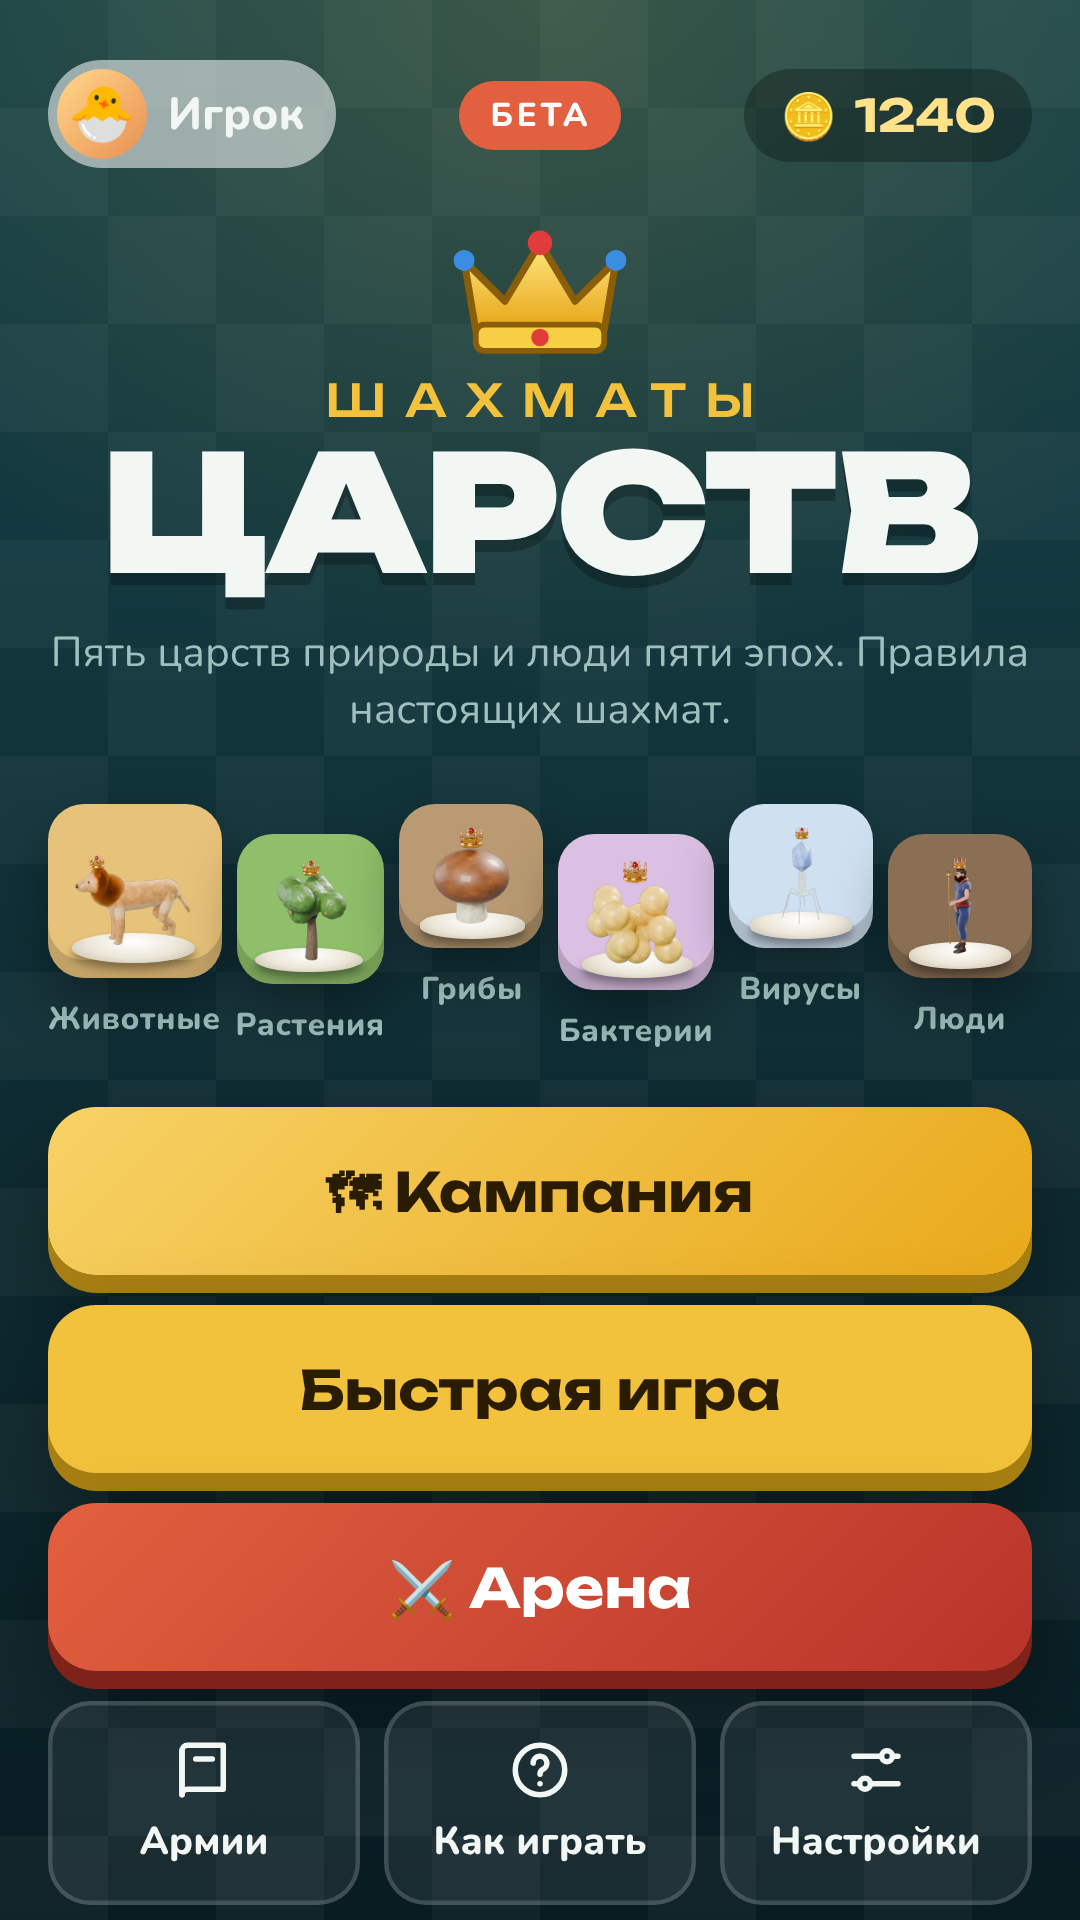 Игрок
БЕТА
1240
ШАХМАТЫ
ЦАРСТВ
Пять царств природы и люди пяти эпох. Правила
настоящих шахмат.
Животные
Растения
Грибы
Бактерии
Вирусы
Люди
Кампания
Быстрая игра
Арена
Армии
Как играть
Настройки